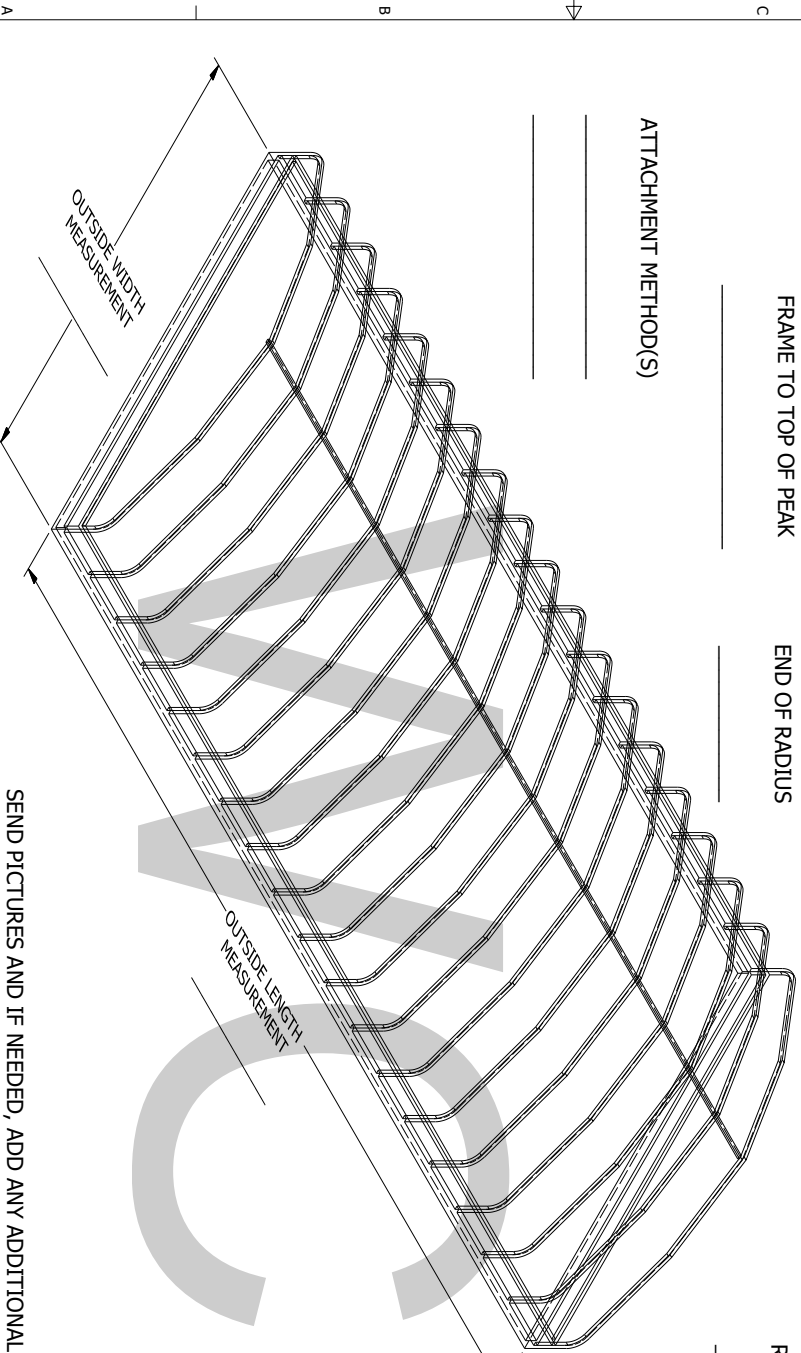 C
B
A
FRAME TO TOP OF PEAK
END OF RADIUS
R
ATTACHMENT METHOD(S)
OUTSIDE WIDTH
MEASUREMENT
OUTSIDE LENGTH
MEASUREMENT
SEND PICTURES AND IF NEEDED, ADD ANY ADDITIONAL